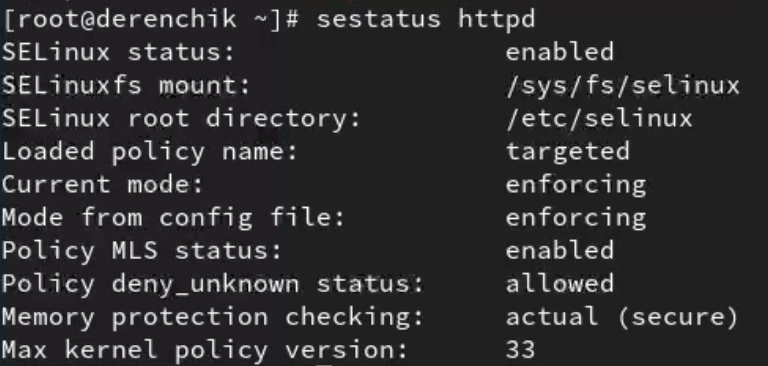 [root@derenchik ~]# sestatus httpd
SELinux status:                 enabled
SELinuxfs mount:                /sys/fs/selinux
SELinux root directory:         /etc/selinux
Loaded policy name:             targeted
Current mode:                   enforcing
Mode from config file:          enforcing
Policy MLS status:              enabled
Policy deny_unknown status:     allowed
Memory protection checking:     actual (secure)
Max kernel policy version:      33